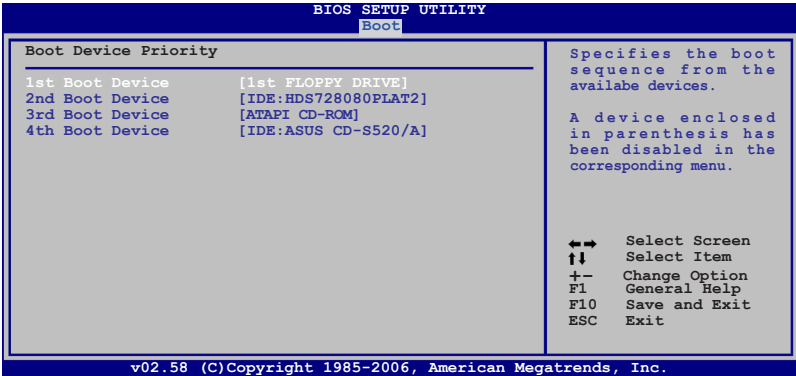 BIOS SETUP UTILITY
Boot
Boot Device Priority
1st Boot Device [1st FLOPPY DRIVE]
2nd Boot Device [IDE:HDS728080PLAT2]
3rd Boot Device [ATAPI CD-ROM]
4th Boot Device [IDE:ASUS CD-S520/A]
Specifies the boot
sequence from the
availabe devices.
A device enclosed
in parenthesis has
been disabled in the
corresponding menu.
←→ Select Screen
↑↓ Select Item
+- Change Option
F1 General Help
F10 Save and Exit
ESC Exit
v02.58 (C)Copyright 1985-2006, American Megatrends, Inc.